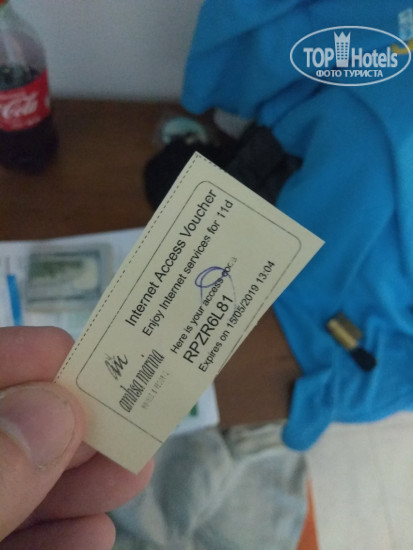 TOP Hotels
ФОТО ТУРИСТА
Coca-Cola
Internet Access Voucher
Enjoy Internet services for 11d
Here is your access code
RPZR6L81
Expires on 15/05/2019 13:04